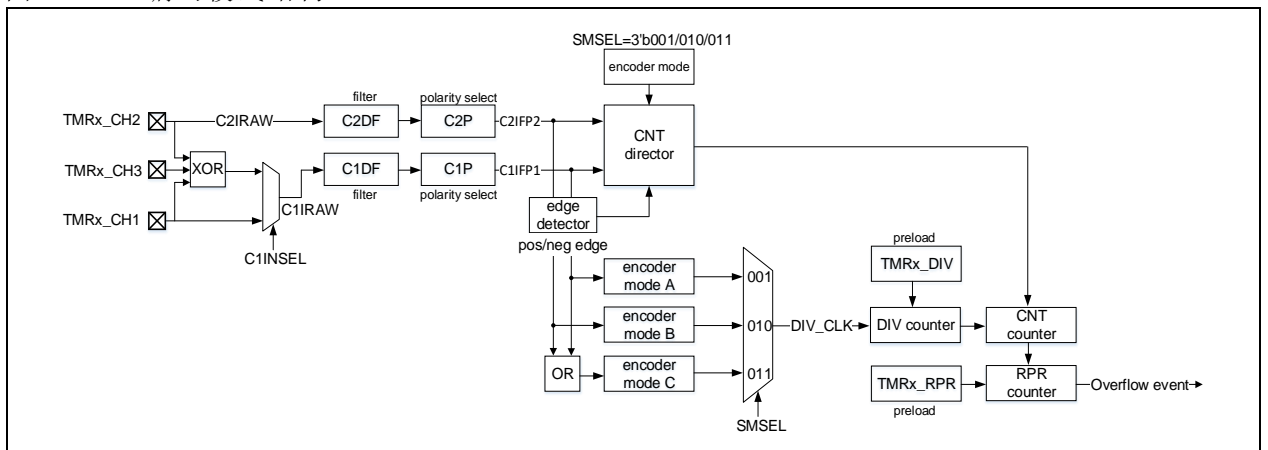 SMSEL=3'b001/010/011
encoder mode
filter
polarity select
TMRx_CH2
C2IRAW
C2DF
C2P
C2IFP2
CNT
director
TMRx_CH3
XOR
C1DF
C1P
C1IFP1
filter
polarity select
C1IRAW
TMRx_CH1
C1INSEL
edge
detector
pos/neg edge
encoder
mode A
001
preload
TMRx_DIV
encoder
mode B
010
DIV_CLK
DIV counter
CNT
counter
OR
encoder
mode C
011
TMRx_RPR
preload
RPR
counter
Overflow event
SMSEL